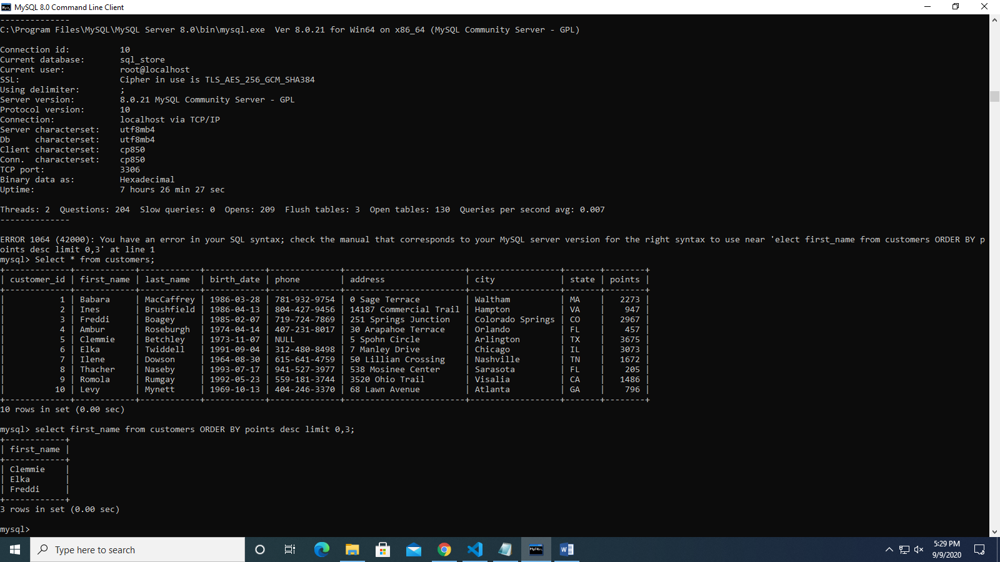 MySQL 8.0 Command Line Client
--------------
C:\Program Files\MySQL\MySQL Server 8.0\bin\mysql.exe  Ver 8.0.21 for Win64 on x86_64 (MySQL Community Server - GPL)
Connection id:          10
Current database:       sql_store
Current user:           root@localhost
SSL:                    Cipher in use is TLS_AES_256_GCM_SHA384
Using delimiter:        ;
Server version:         8.0.21 MySQL Community Server - GPL
Protocol version:       10
Connection:             localhost via TCP/IP
Server characterset:    utf8mb4
Db     characterset:    utf8mb4
Client characterset:    cp850
Conn.  characterset:    cp850
TCP port:               3306
Binary data as:         Hexadecimal
Uptime:                 7 hours 26 min 27 sec
Threads: 2  Questions: 204  Slow queries: 0  Opens: 209  Flush tables: 3  Open tables: 130  Queries per second avg: 0.007
--------------
ERROR 1064 (42000): You have an error in your SQL syntax; check the manual that corresponds to your MySQL server version for the right syntax to use near 'elect first_name from customers ORDER BY p
oints desc limit 0,3' at line 1
mysql> Select * from customers;
+-------------+------------+------------+------------+--------------+------------------------+------------------+-------+--------+
| customer_id | first_name | last_name  | birth_date | phone        | address                | city             | state | points |
+-------------+------------+------------+------------+--------------+------------------------+------------------+-------+--------+
|           1 | Babara     | MacCaffrey | 1986-03-28 | 781-932-9754 | 0 Sage Terrace         | Waltham          | MA    |   2273 |
|           2 | Ines       | Brushfield | 1986-04-13 | 804-427-9456 | 14187 Commercial Trail | Hampton          | VA    |    947 |
|           3 | Freddi     | Boagey     | 1985-02-07 | 719-724-7869 | 251 Springs Junction   | Colorado Springs | CO    |   2967 |
|           4 | Ambur      | Roseburgh  | 1974-04-14 | 407-231-8017 | 30 Arapahoe Terrace    | Orlando          | FL    |    457 |
|           5 | Clemmie    | Betchley   | 1973-11-07 | NULL         | 5 Spohn Circle         | Arlington        | TX    |   3675 |
|           6 | Elka       | Twiddell   | 1991-09-04 | 312-480-8498 | 7 Manley Drive         | Chicago          | IL    |   3073 |
|           7 | Ilene      | Dowson     | 1964-08-30 | 615-641-4759 | 50 Lillian Crossing    | Nashville        | TN    |   1672 |
|           8 | Thacher    | Naseby     | 1993-07-17 | 941-527-3977 | 538 Mosinee Center     | Sarasota         | FL    |    205 |
|           9 | Romola     | Rumgay     | 1992-05-23 | 559-181-3744 | 3520 Ohio Trail        | Visalia          | CA    |   1486 |
|          10 | Levy       | Mynett     | 1969-10-13 | 404-246-3370 | 68 Lawn Avenue         | Atlanta          | GA    |    796 |
+-------------+------------+------------+------------+--------------+------------------------+------------------+-------+--------+
10 rows in set (0.00 sec)
mysql> select first_name from customers ORDER BY points desc limit 0,3;
+------------+
| first_name |
+------------+
| Clemmie    |
| Elka       |
| Freddi     |
+------------+
3 rows in set (0.00 sec)
mysql>
Type here to search
5:29 PM
9/9/2020